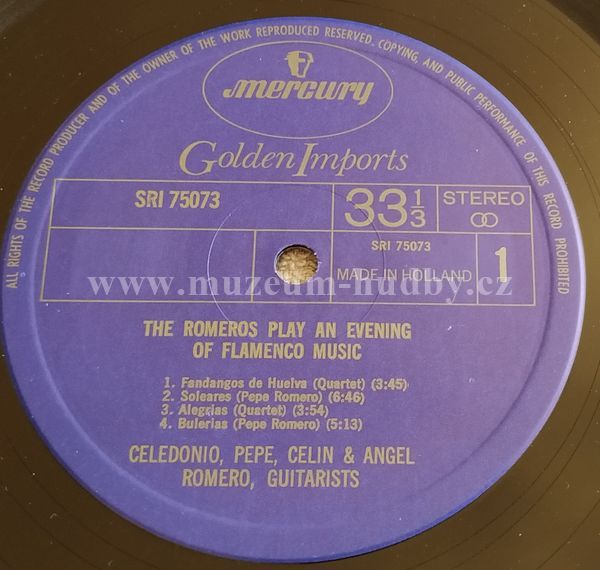 ALL RIGHTS OF THE RECORD PRODUCER AND OF THE OWNER OF THE WORK REPRODUCED RESERVED. COPYING, AND PUBLIC PERFORMANCE OF THIS RECORD PROHIBITED
mercury
Golden Imports
SRI 75073
33 1/3
STEREO
SRI 75073
MADE IN HOLLAND
1
www.muzeum-hudby.cz
THE ROMEROS PLAY AN EVENING
OF FLAMENCO MUSIC
1. Fandangos de Huelva (Quartet) (3:45)
2. Soleares (Pepe Romero) (6:46)
3. Alegrias (Quartet) (3:54)
4. Bulerias (Pepe Romero) (5:13)
CELEDONIO, PEPE, CELIN & ANGEL
ROMERO, GUITARISTS